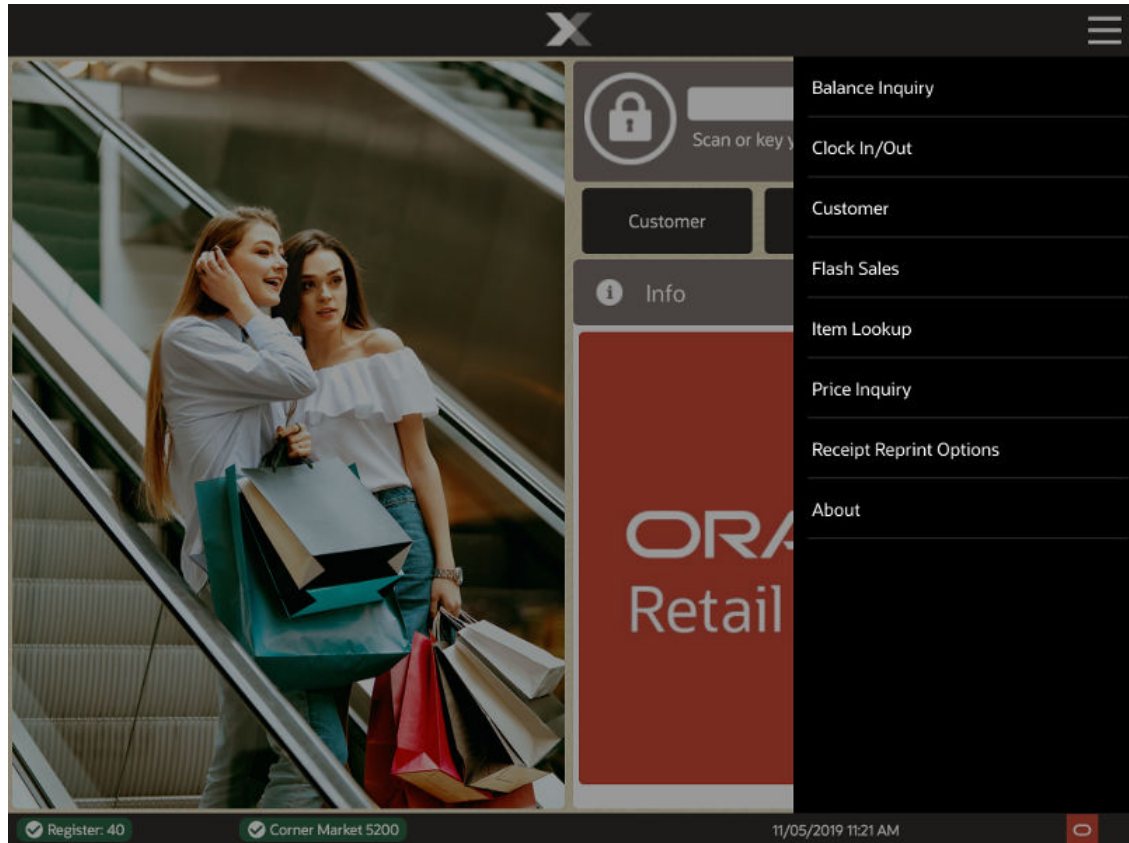 X
Scan or key y
Customer
Info
ORA
Retail
Balance Inquiry
Clock In/Out
Customer
Flash Sales
Item Lookup
Price Inquiry
Receipt Reprint Options
About
Register: 40
Corner Market 5200
11/05/2019 11:21 AM